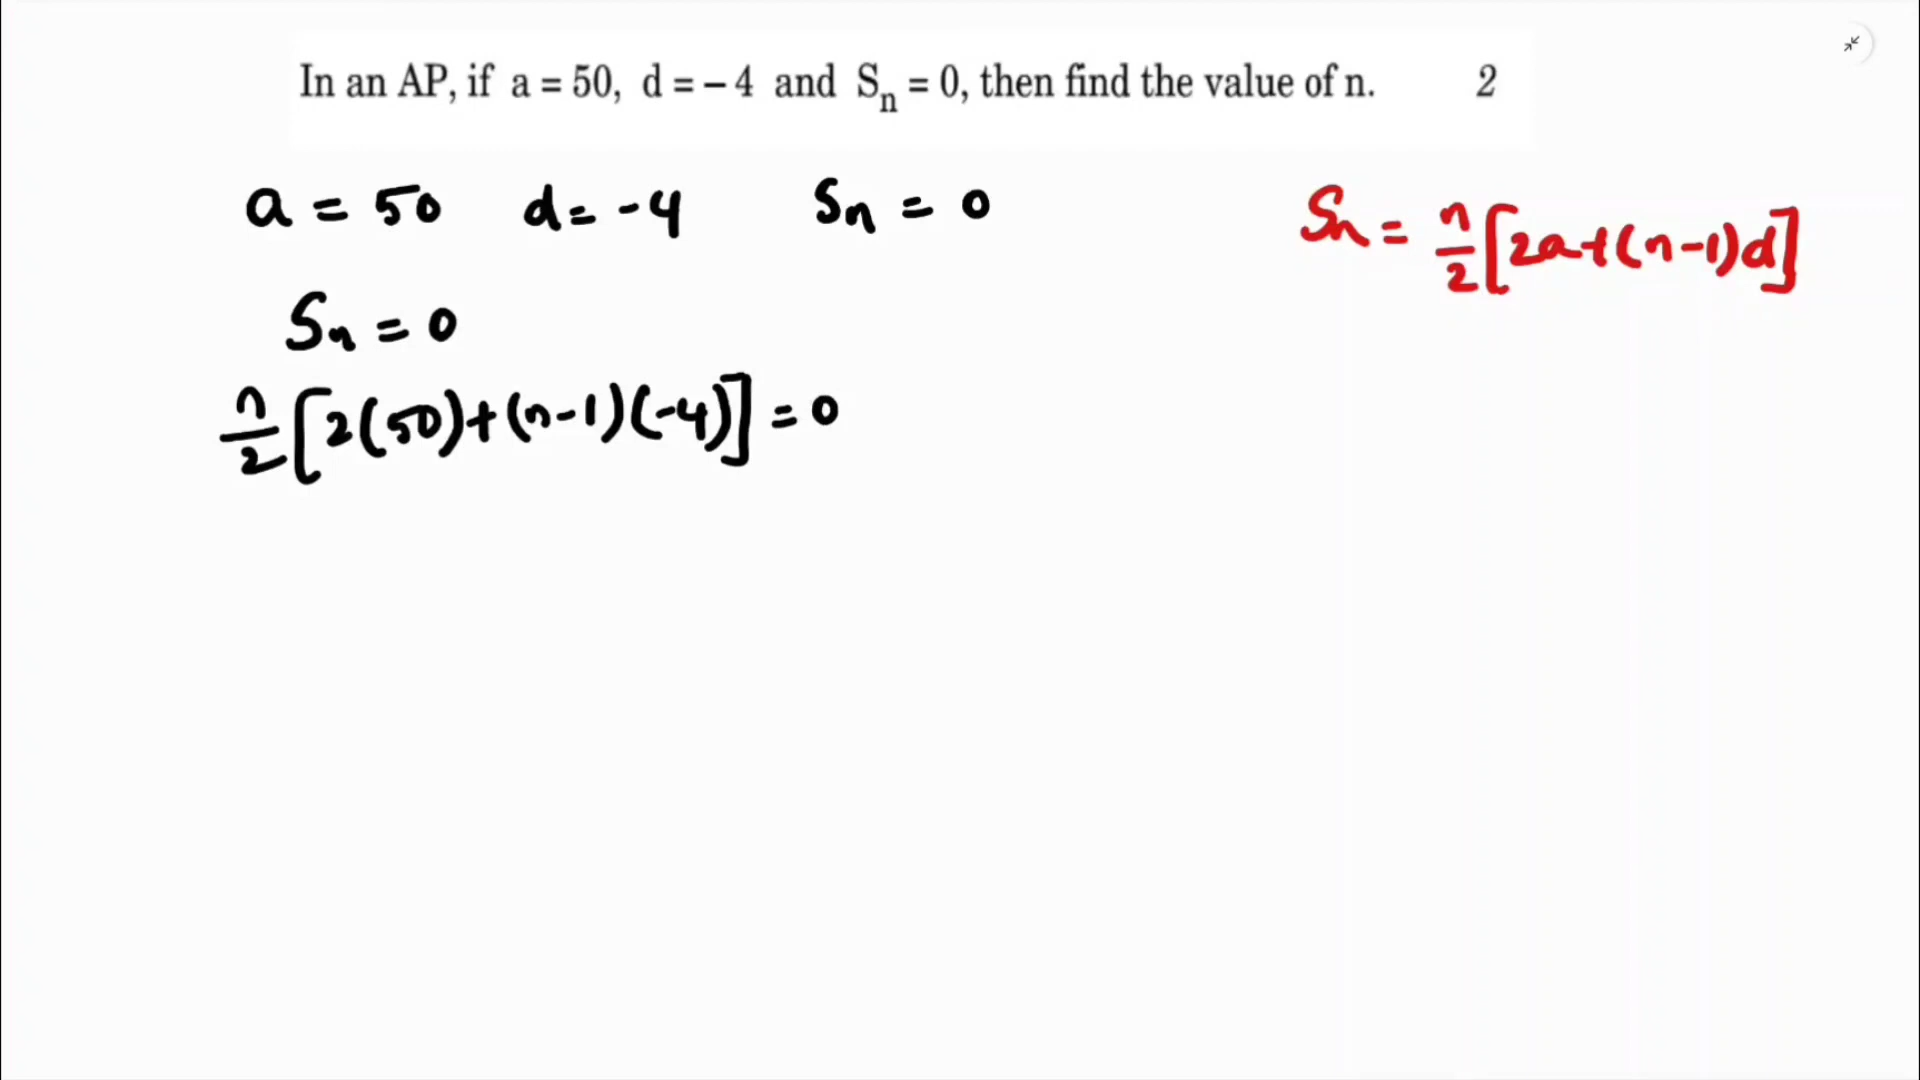 In an AP, if a = 50, d = – 4 and Sn = 0, then find the value of n. 2
a = 50 d = -4 Sn = 0
Sn = n/2 [2a+(n-1)d]
Sn = 0
n/2 [2(50)+(n-1)(-4)] = 0